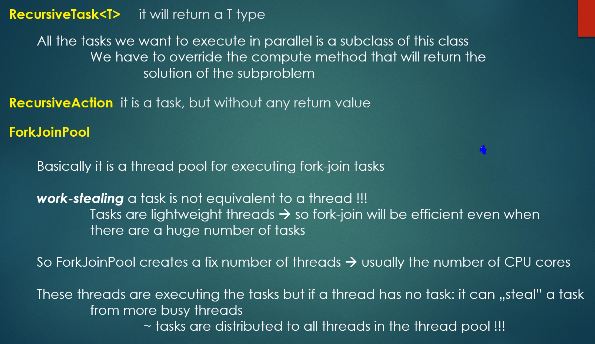 RecursiveTask<T> it will return a T type
All the tasks we want to execute in parallel is a subclass of this class
We have to override the compute method that will return the
solution of the subproblem
RecursiveAction it is a task, but without any return value
ForkJoinPool
Basically it is a thread pool for executing fork-join tasks
work-stealing a task is not equivalent to a thread !!!
Tasks are lightweight threads → so fork-join will be efficient even when
there are a huge number of tasks
So ForkJoinPool creates a fix number of threads → usually the number of CPU cores
These threads are executing the tasks but if a thread has no task: it can „steal" a task
from more busy threads
~ tasks are distributed to all threads in the thread pool !!!